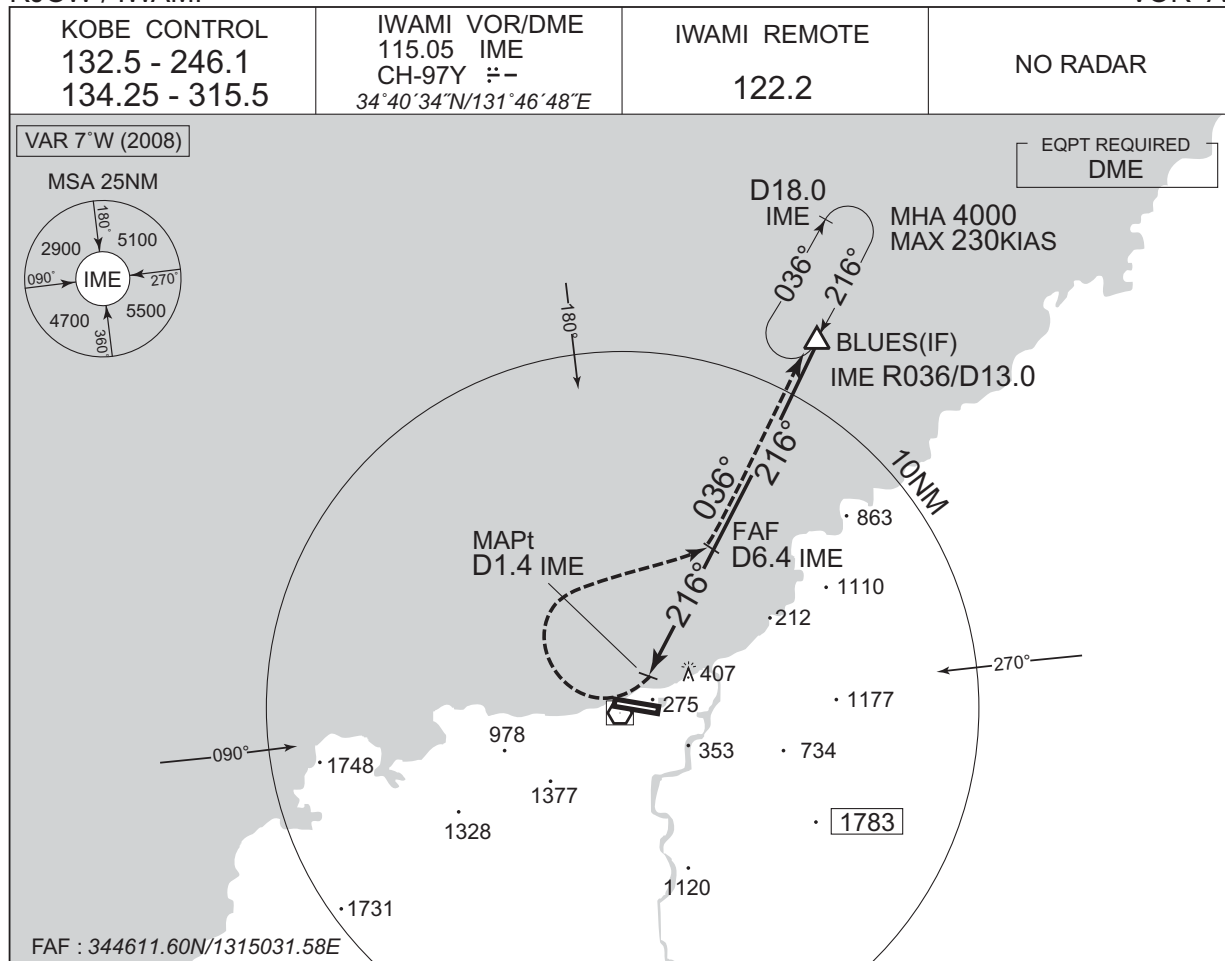 KOBE CONTROL
132.5 - 246.1
134.25 - 315.5
IWAMI VOR/DME
115.05 IME
CH-97Y
34°40´34˝N/131°46´48˝E
IWAMI REMOTE
122.2
NO RADAR
VAR 7°W (2008)
EQPT REQUIRED
DME
MSA 25NM
180°
2900
5100
090°
IME
270°
4700
5500
360°
D18.0
IME
MHA 4000
MAX 230KIAS
036°
216°
BLUES(IF)
IME R036/D13.0
180°
036°
216°
10NM
863
MAPt
D1.4 IME
FAF
D6.4 IME
216°
1110
212
407
270°
275
1177
978
353
734
090°
1748
1377
1328
1783
1120
1731
FAF : 344611.60N/1315031.58E